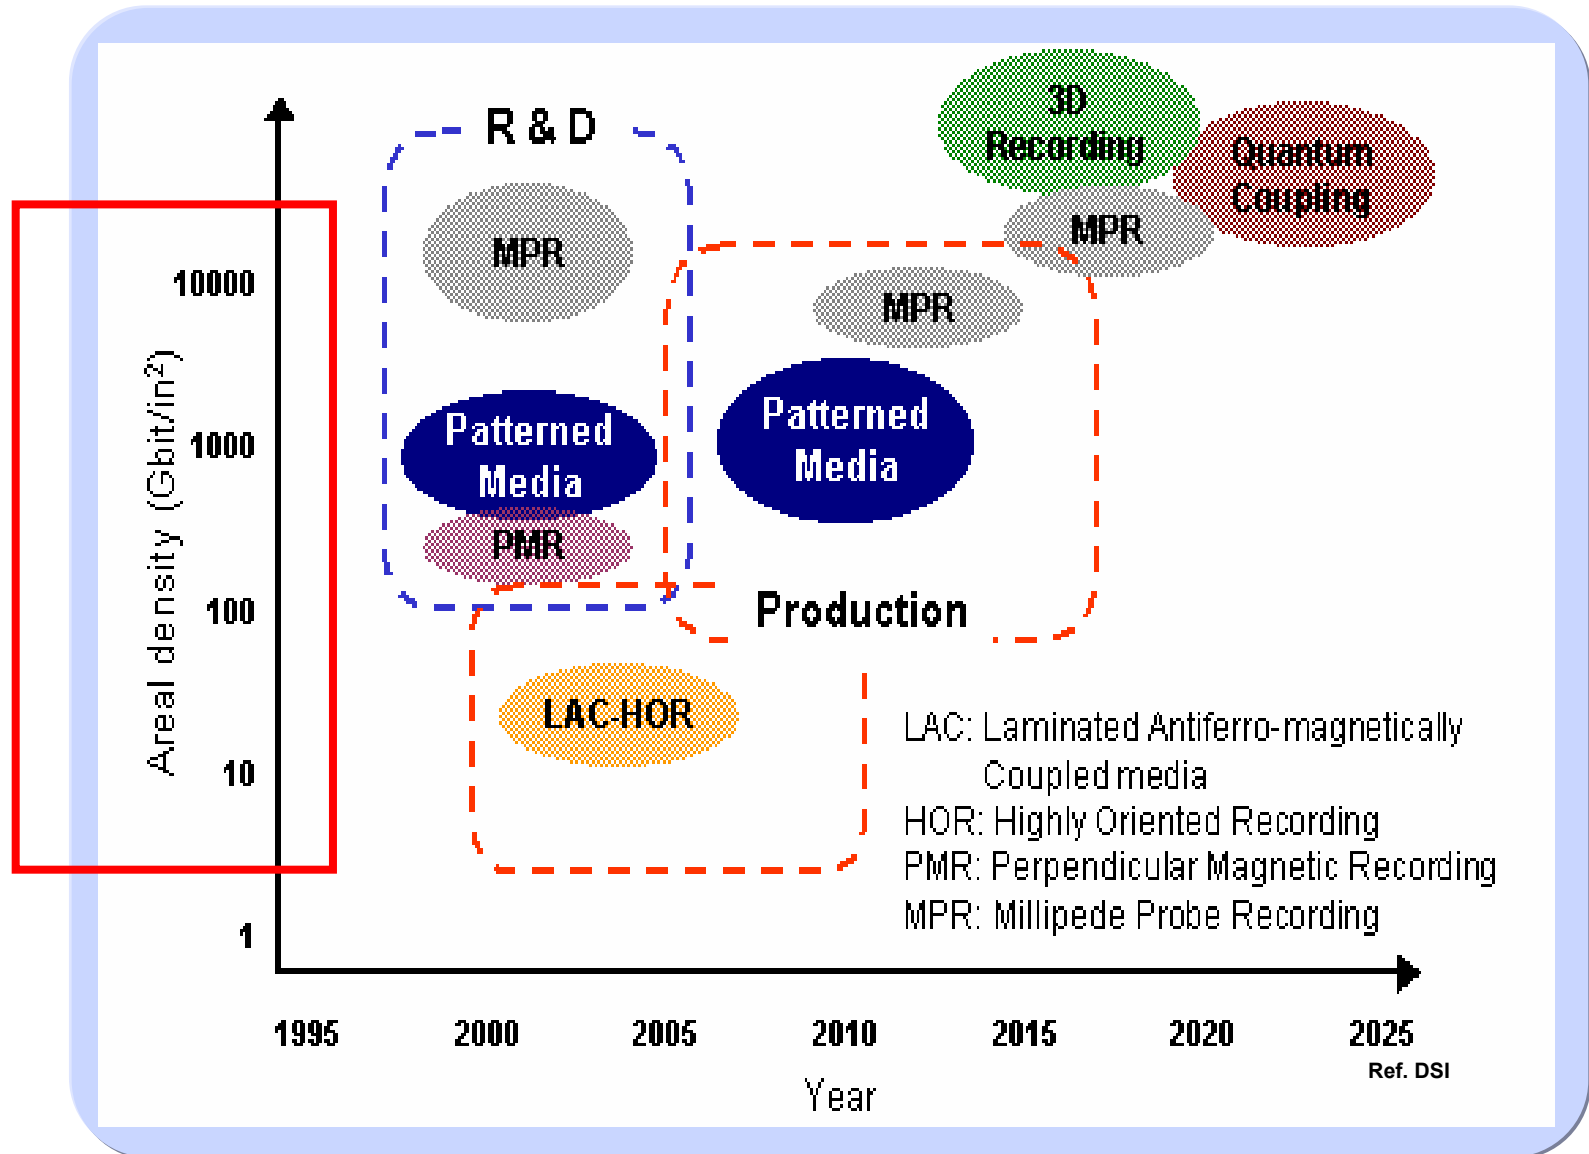 R & D
3D
Recording
Quantum
Coupling
MPR
MPR
MPR
10000
Patterned
Media
Patterned
Media
1000
PMR
100
Production
LAC-HOR
10
1
Areal density (Gbit/in²)
LAC: Laminated Antiferro-magnetically
Coupled media
HOR: Highly Oriented Recording
PMR: Perpendicular Magnetic Recording
MPR: Millipede Probe Recording
1995 2000 2005 2010 2015 2020 2025
Ref. DSI
Year